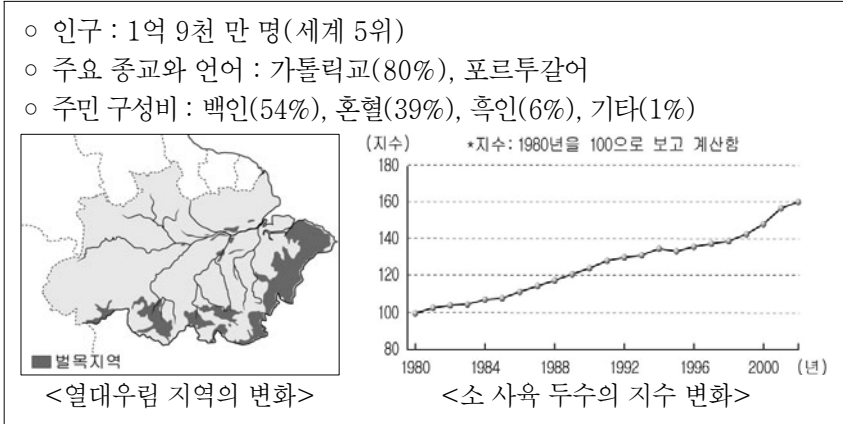 ○ 인구 : 1억 9천 만 명(세계 5위)
○ 주요 종교와 언어 : 가톨릭교(80%), 포르투갈어
○ 주민 구성비 : 백인(54%), 혼혈(39%), 흑인(6%), 기타(1%)
벌목지역
<열대우림 지역의 변화>
(지수) *지수: 1980년을 100으로 보고 계산함
180
160
140
120
100
80
1980 1984 1988 1992 1996 2000 (년)
<소 사육 두수의 지수 변화>